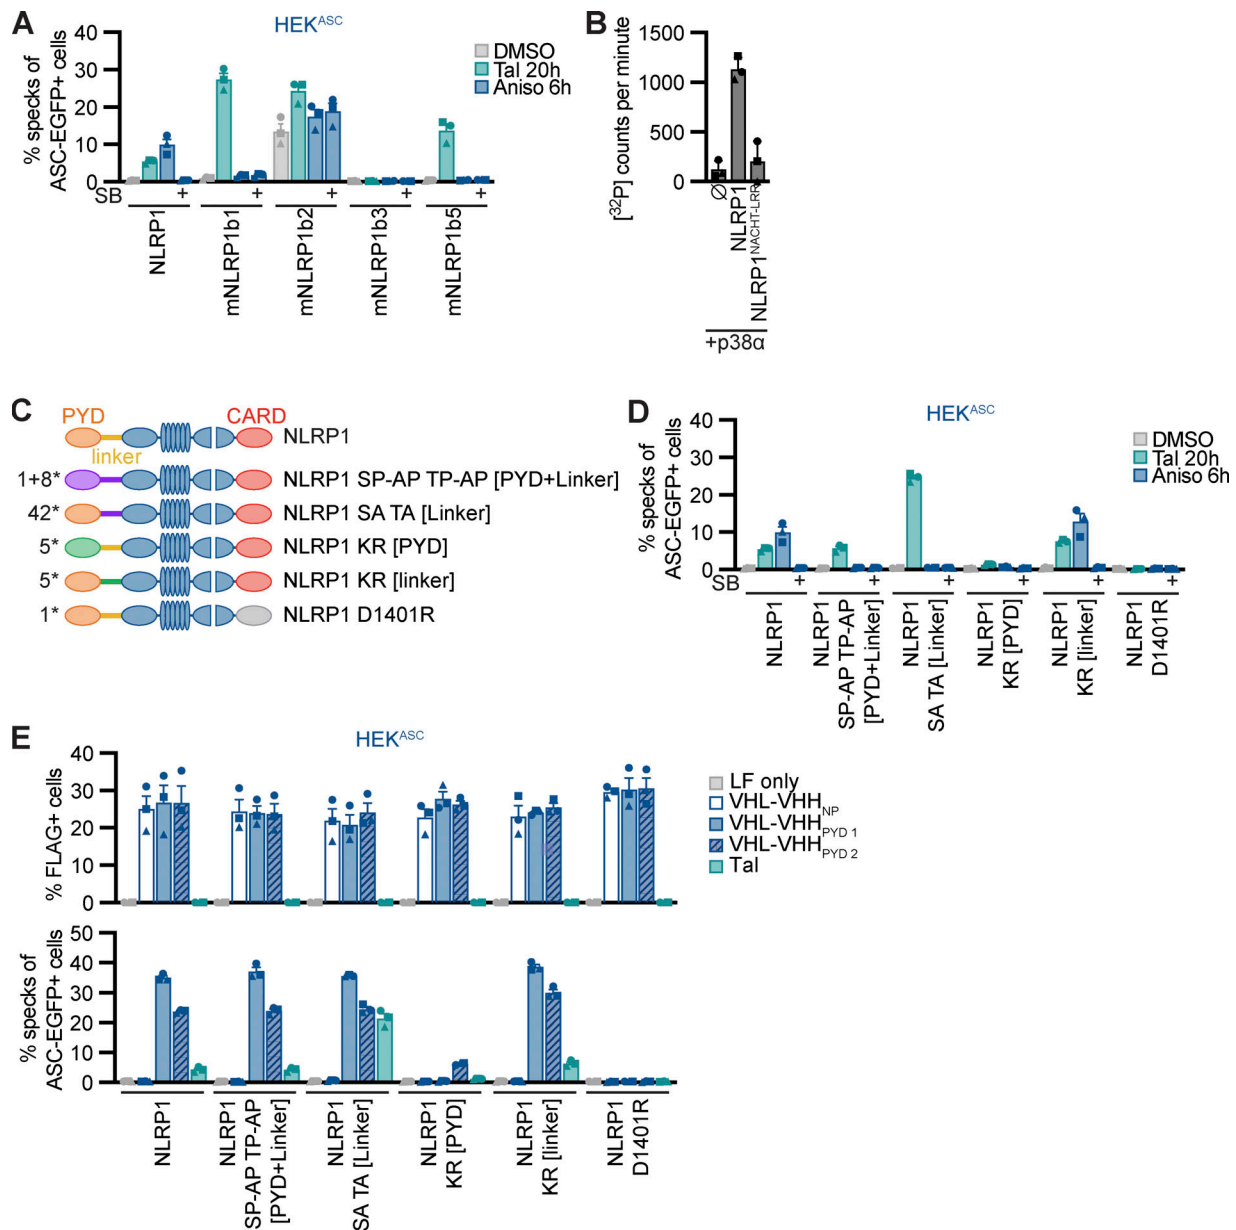 A
HEK^ASC
% specks of
ASC-EGFP+ cells
40
30
20
10
0
DMSO
Tal 20h
Aniso 6h
SB + + + + +
NLRP1
mNLRP1b1
mNLRP1b2
mNLRP1b3
mNLRP1b5
B
[³²P] counts per minute
1500
1000
500
0
Ø
NLRP1
NLRP1^NACHT-LRR
+p38α
C
PYD CARD
linker
NLRP1
1+8* NLRP1 SP-AP TP-AP [PYD+Linker]
42* NLRP1 SA TA [Linker]
5* NLRP1 KR [PYD]
5* NLRP1 KR [linker]
1* NLRP1 D1401R
D
HEK^ASC
% specks of
ASC-EGFP+ cells
40
30
20
10
0
DMSO
Tal 20h
Aniso 6h
SB + + + + + +
NLRP1
NLRP1
SP-AP TP-AP
[PYD+Linker]
NLRP1
SA TA [Linker]
NLRP1
KR [PYD]
NLRP1
KR [linker]
NLRP1
D1401R
E
HEK^ASC
% FLAG+ cells
40
30
20
10
0
LF only
VHL-VHH_NP
VHL-VHH_PYD 1
VHL-VHH_PYD 2
Tal
% specks of
ASC-EGFP+ cells
50
40
30
20
10
0
NLRP1
NLRP1
SP-AP TP-AP
[PYD+Linker]
NLRP1
SA TA [Linker]
NLRP1
KR [PYD]
NLRP1
KR [linker]
NLRP1
D1401R